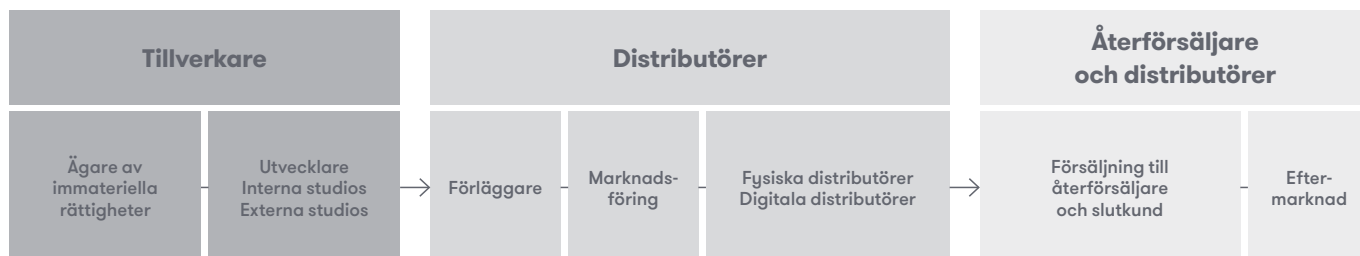 Tillverkare
Distributörer
Återförsäljare
och distributörer
Ägare av
immateriella
rättigheter
Utvecklare
Interna studios
Externa studios
Förläggare
Marknads-
föring
Fysiska distributörer
Digitala distributörer
Försäljning till
återförsäljare
och slutkund
Efter-
marknad